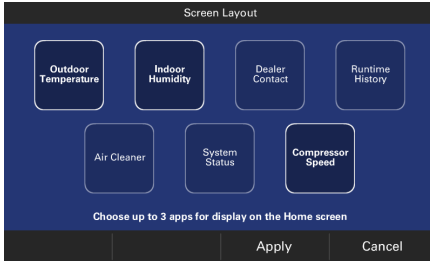 Screen Layout
Outdoor
Temperature
Indoor
Humidity
Dealer
Contact
Runtime
History
Air Cleaner
System
Status
Compressor
Speed
Choose up to 3 apps for display on the Home screen
Apply
Cancel